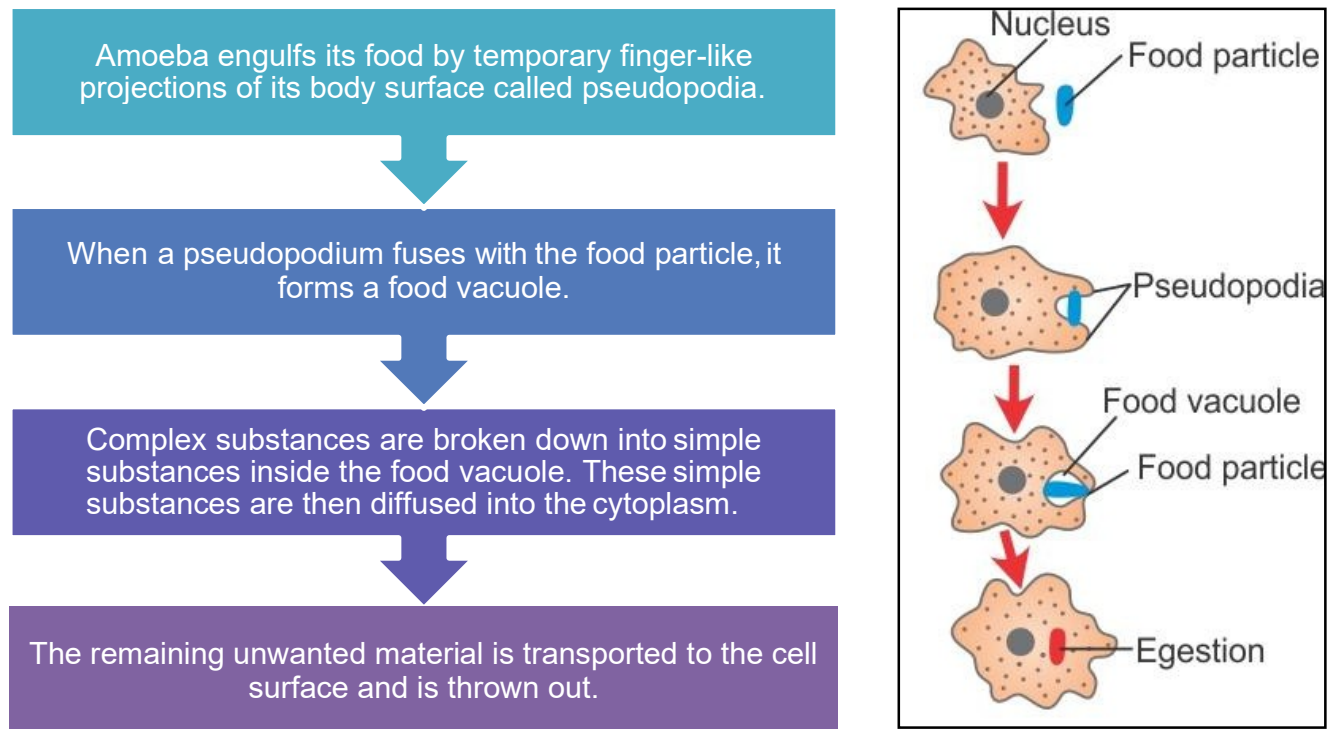 Amoeba engulfs its food by temporary finger-like
projections of its body surface called pseudopodia.
When a pseudopodium fuses with the food particle, it
forms a food vacuole.
Complex substances are broken down into simple
substances inside the food vacuole. These simple
substances are then diffused into the cytoplasm.
The remaining unwanted material is transported to the cell
surface and is thrown out.
Nucleus
Food particle
Pseudopodia
Food vacuole
Food particle
Egestion